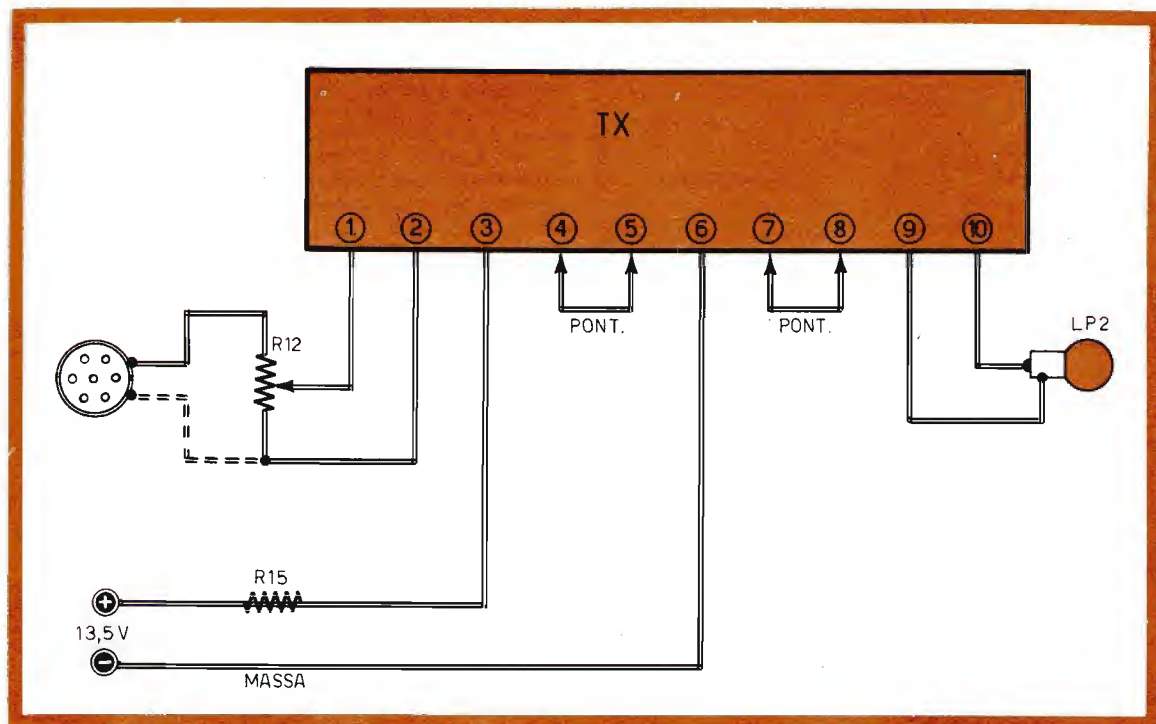 TX
1 2 3 4 5 6 7 8 9 10
PONT. PONT.
R12
LP2
R15
+
13,5 V
-
MASSA